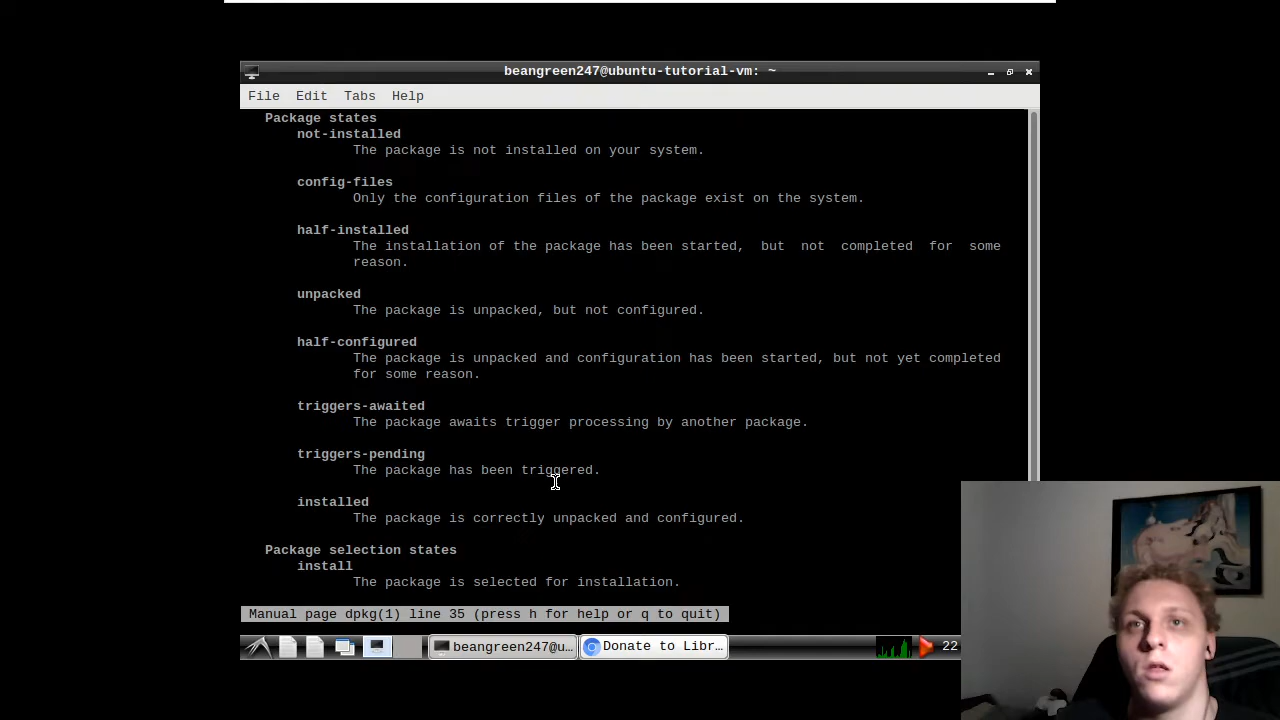 beangreen247@ubuntu-tutorial-vm: ~
File Edit Tabs Help
Package states
not-installed
The package is not installed on your system.
config-files
Only the configuration files of the package exist on the system.
half-installed
The installation of the package has been started, but not completed for some
reason.
unpacked
The package is unpacked, but not configured.
half-configured
The package is unpacked and configuration has been started, but not yet completed
for some reason.
triggers-awaited
The package awaits trigger processing by another package.
triggers-pending
The package has been triggered.
installed
The package is correctly unpacked and configured.
Package selection states
install
The package is selected for installation.
Manual page dpkg(1) line 35 (press h for help or q to quit)
beangreen247@u... Donate to Libr... 22